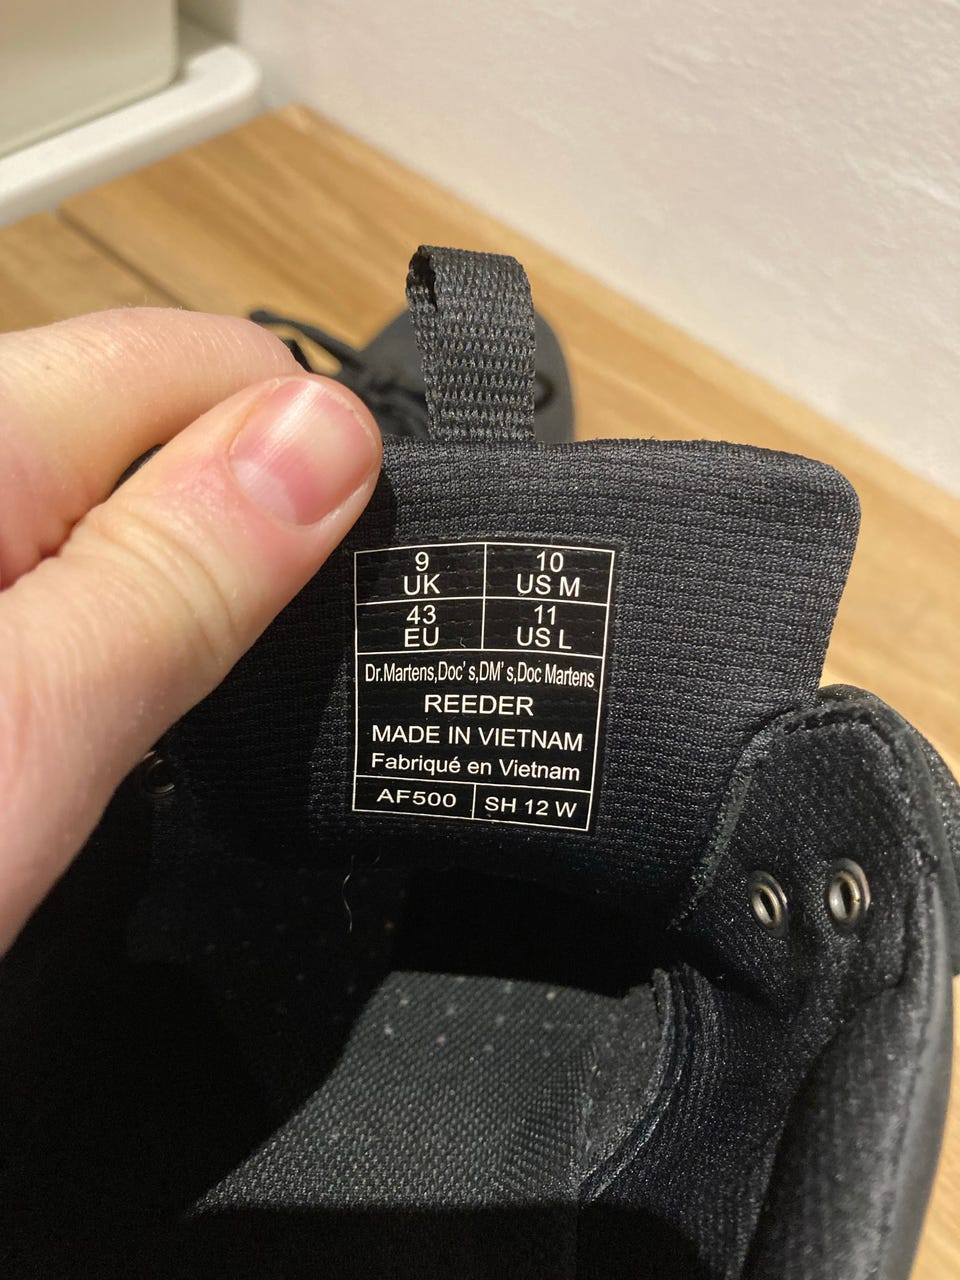 9 10
UK US M
43 11
EU US L
Dr.Martens,Doc's,DM's,Doc Martens
REEDER
MADE IN VIETNAM
Fabriqué en Vietnam
AF500 SH 12 W